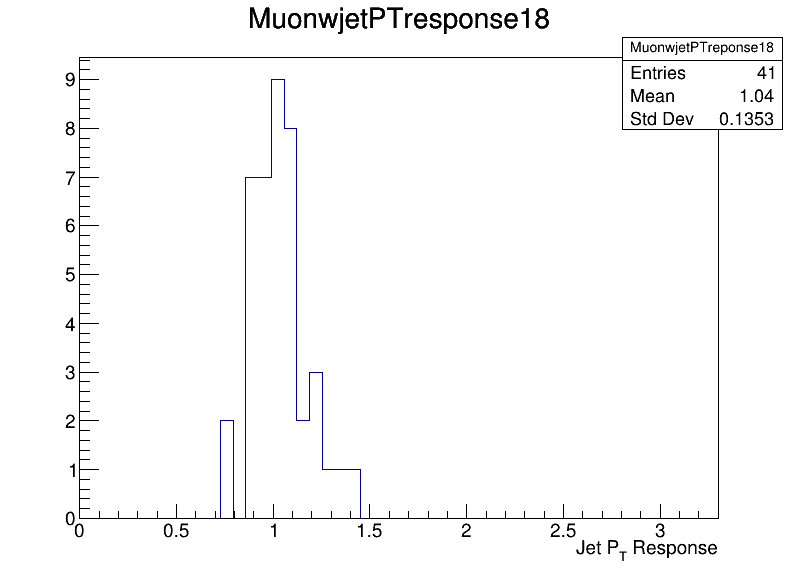 MuonwjetPTresponse18
MuonwjetPTreponse18
Entries 41
Mean 1.04
Std Dev 0.1353
9
8
7
6
5
4
3
2
1
0
0 0.5 1 1.5 2 2.5 3
Jet PT Response